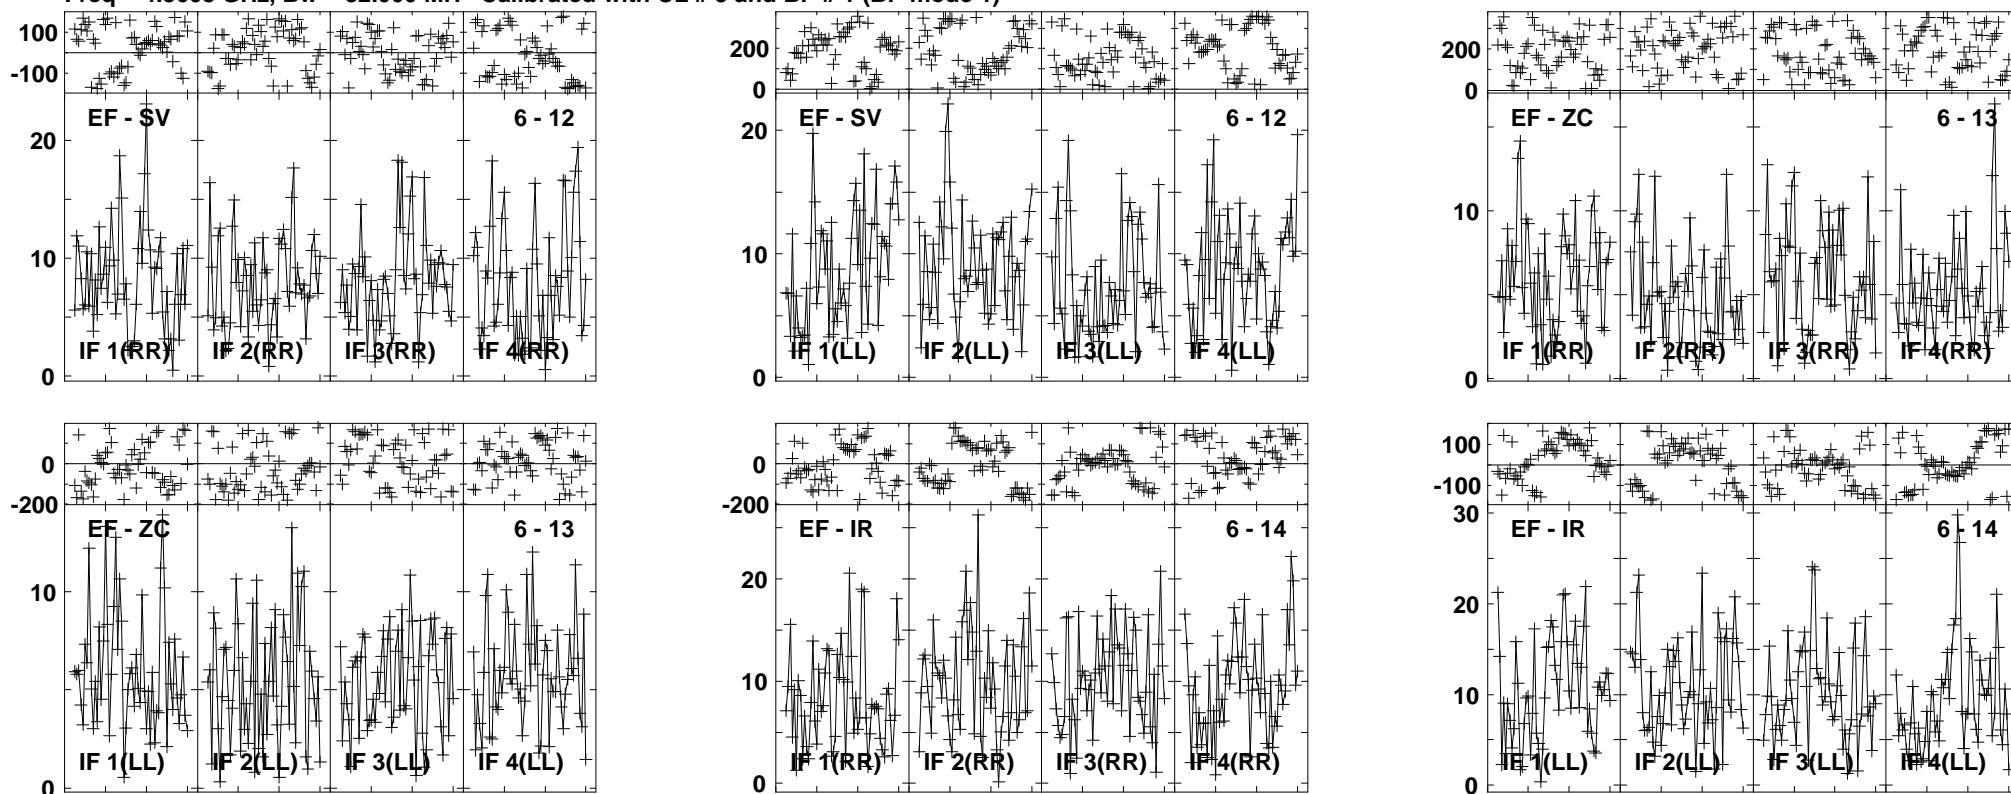 100
-100
EF - SV
6 - 12
20
10
0
IF 1(RR)
IF 2(RR)
IF 3(RR)
IF 4(RR)
200
0
EF - SV
6 - 12
20
10
0
IF 1(LL)
IF 2(LL)
IF 3(LL)
IF 4(LL)
200
0
EF - ZC
6 - 13
10
0
IF 1(RR)
IF 2(RR)
IF 3(RR)
IF 4(RR)
0
-200
EF - ZC
6 - 13
10
0
IF 1(LL)
IF 2(LL)
IF 3(LL)
IF 4(LL)
0
-200
EF - IR
6 - 14
20
10
0
IF 1(RR)
IF 2(RR)
IF 3(RR)
IF 4(RR)
100
-100
EF - IR
6 - 14
30
20
10
0
IF 1(LL)
IF 2(LL)
IF 3(LL)
IF 4(LL)